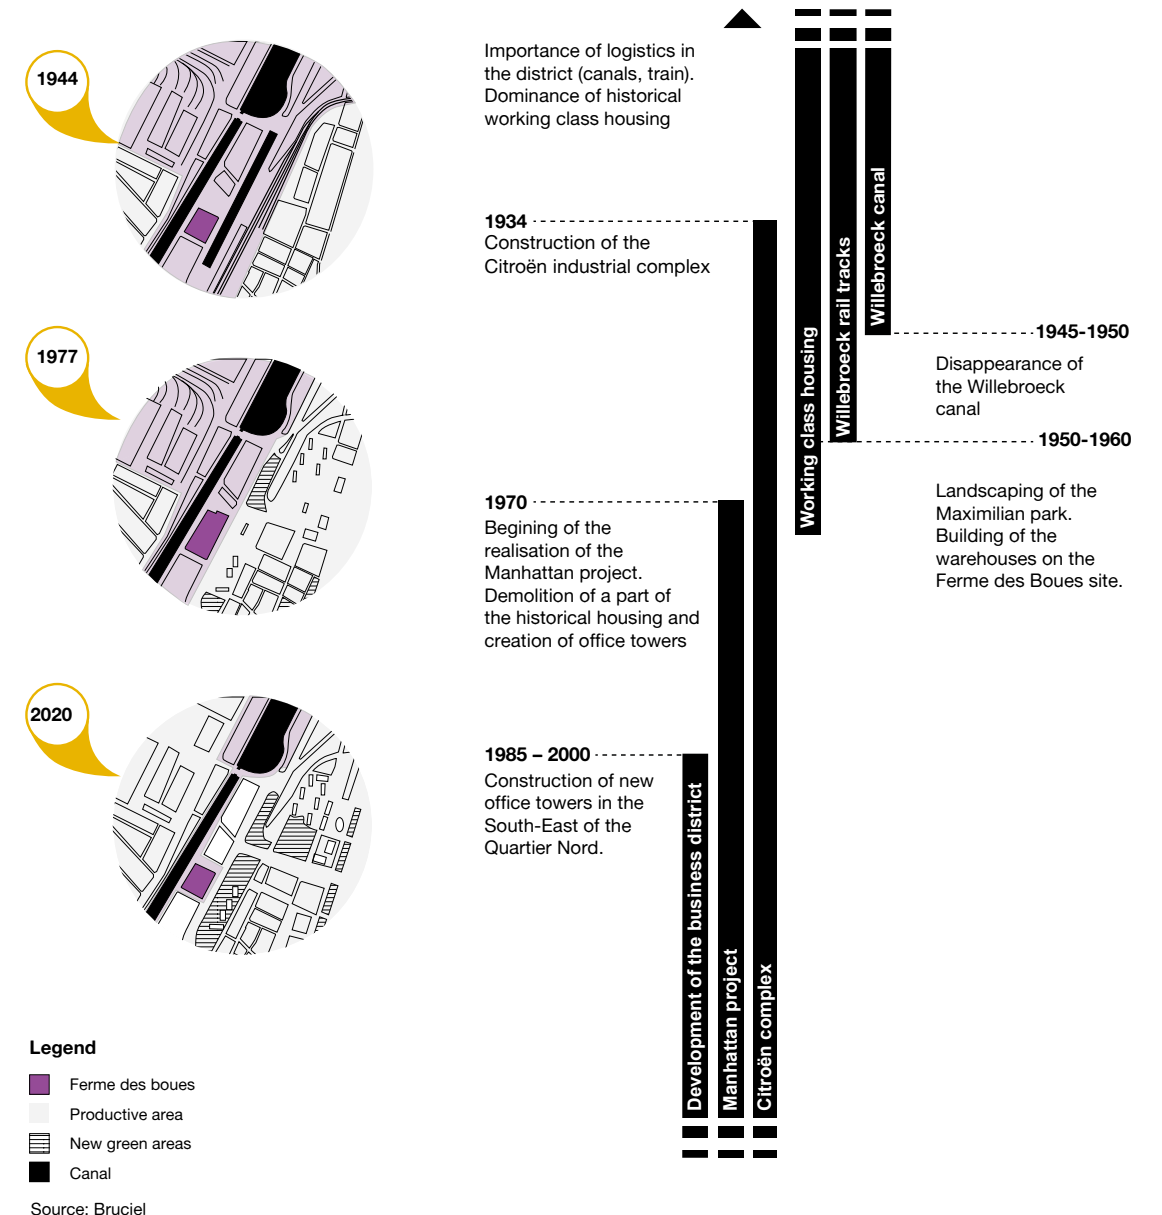 1944
1977
2020
Importance of logistics in
the district (canals, train).
Dominance of historical
working class housing
1934
Construction of the
Citroën industrial complex
1970
Begining of the
realisation of the
Manhattan project.
Demolition of a part of
the historical housing and
creation of office towers
1985 – 2000
Construction of new
office towers in the
South-East of the
Quartier Nord.
Development of the business district
Manhattan project
Citroën complex
Working class housing
Willebroeck rail tracks
Willebroeck canal
1945-1950
Disappearance of
the Willebroeck
canal
1950-1960
Landscaping of the
Maximilian park.
Building of the
warehouses on the
Ferme des Boues site.
Legend
Ferme des boues
Productive area
New green areas
Canal
Source: Bruciel